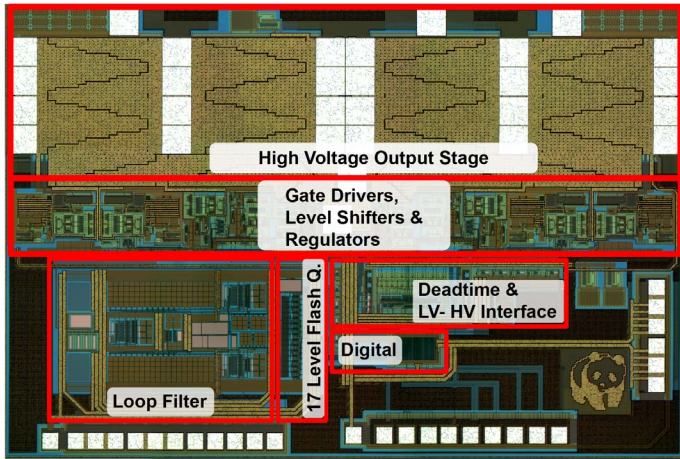 High Voltage Output Stage
Gate Drivers,
Level Shifters &
Regulators
17 Level Flash Q.
Deadtime &
LV- HV Interface
Digital
Loop Filter